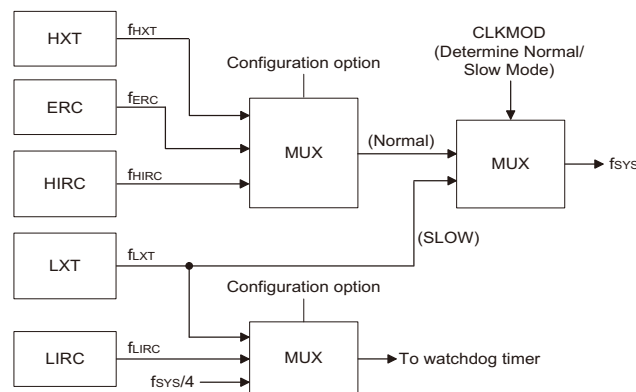 HXT
fHXT
ERC
fERC
HIRC
fHIRC
LXT
fLXT
LIRC
fLIRC
fSYS/4
Configuration option
MUX
(Normal)
(SLOW)
CLKMOD
(Determine Normal/
Slow Mode)
MUX
fSYS
Configuration option
MUX
To watchdog timer